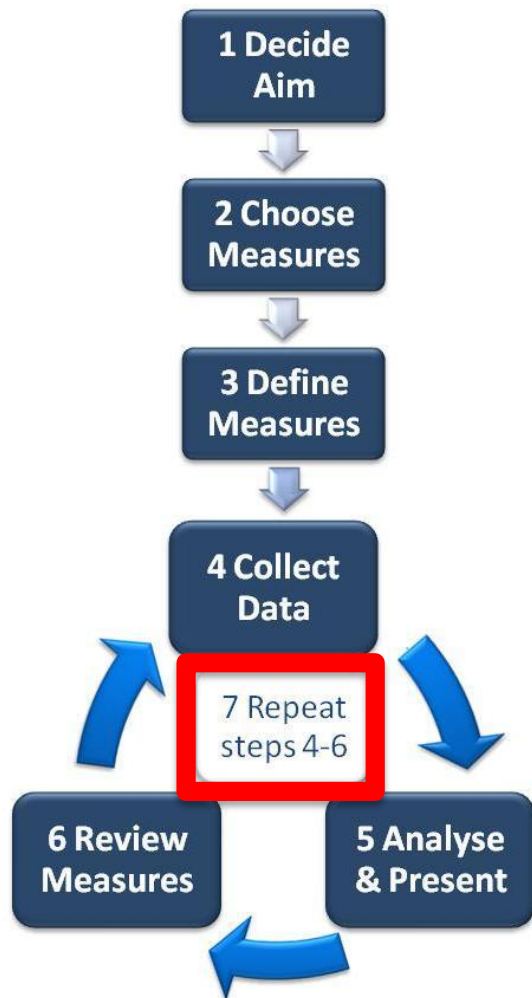 1 Decide
Aim
2 Choose
Measures
3 Define
Measures
4 Collect
Data
7 Repeat
steps 4-6
6 Review
Measures
5 Analyse
& Present